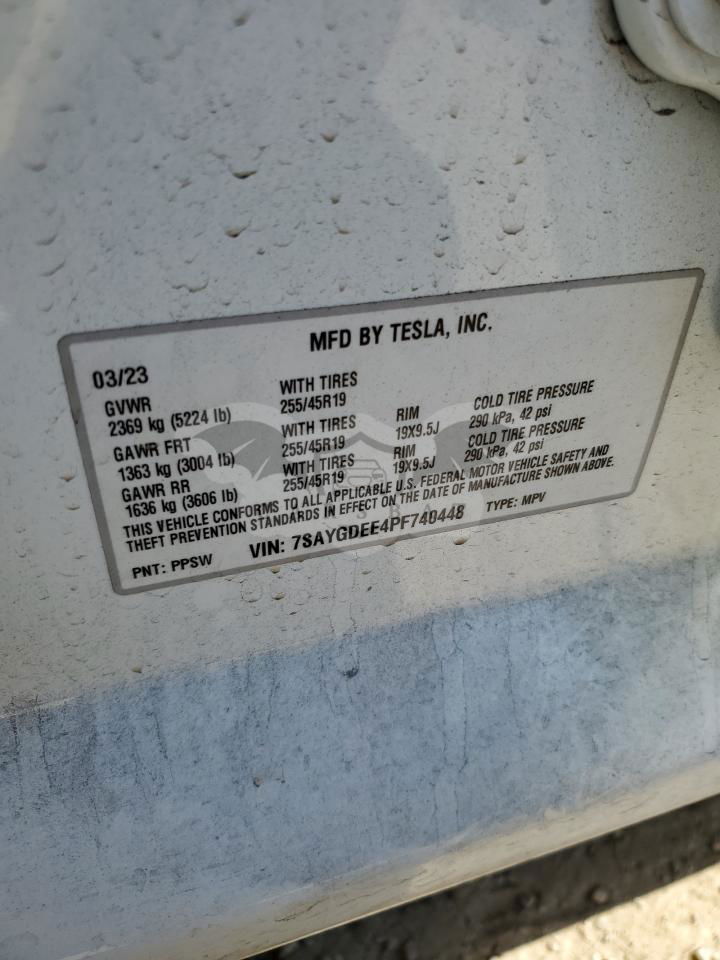 MFD BY TESLA, INC.
03/23
GVWR
2369 kg (5224 lb)
WITH TIRES
255/45R19
GAWR FRT
1363 kg (3004 lb)
WITH TIRES
255/45R19
RIM
19X9.5J
COLD TIRE PRESSURE
290 kPa, 42 psi
GAWR RR
1636 kg (3606 lb)
WITH TIRES
255/45R19
RIM
19X9.5J
COLD TIRE PRESSURE
290 kPa, 42 psi
THIS VEHICLE CONFORMS TO ALL APPLICABLE U.S. FEDERAL MOTOR VEHICLE SAFETY AND
THEFT PREVENTION STANDARDS IN EFFECT ON THE DATE OF MANUFACTURE SHOWN ABOVE.
PNT: PPSW VIN: 7SAYGDEE4PF740448 TYPE: MPV